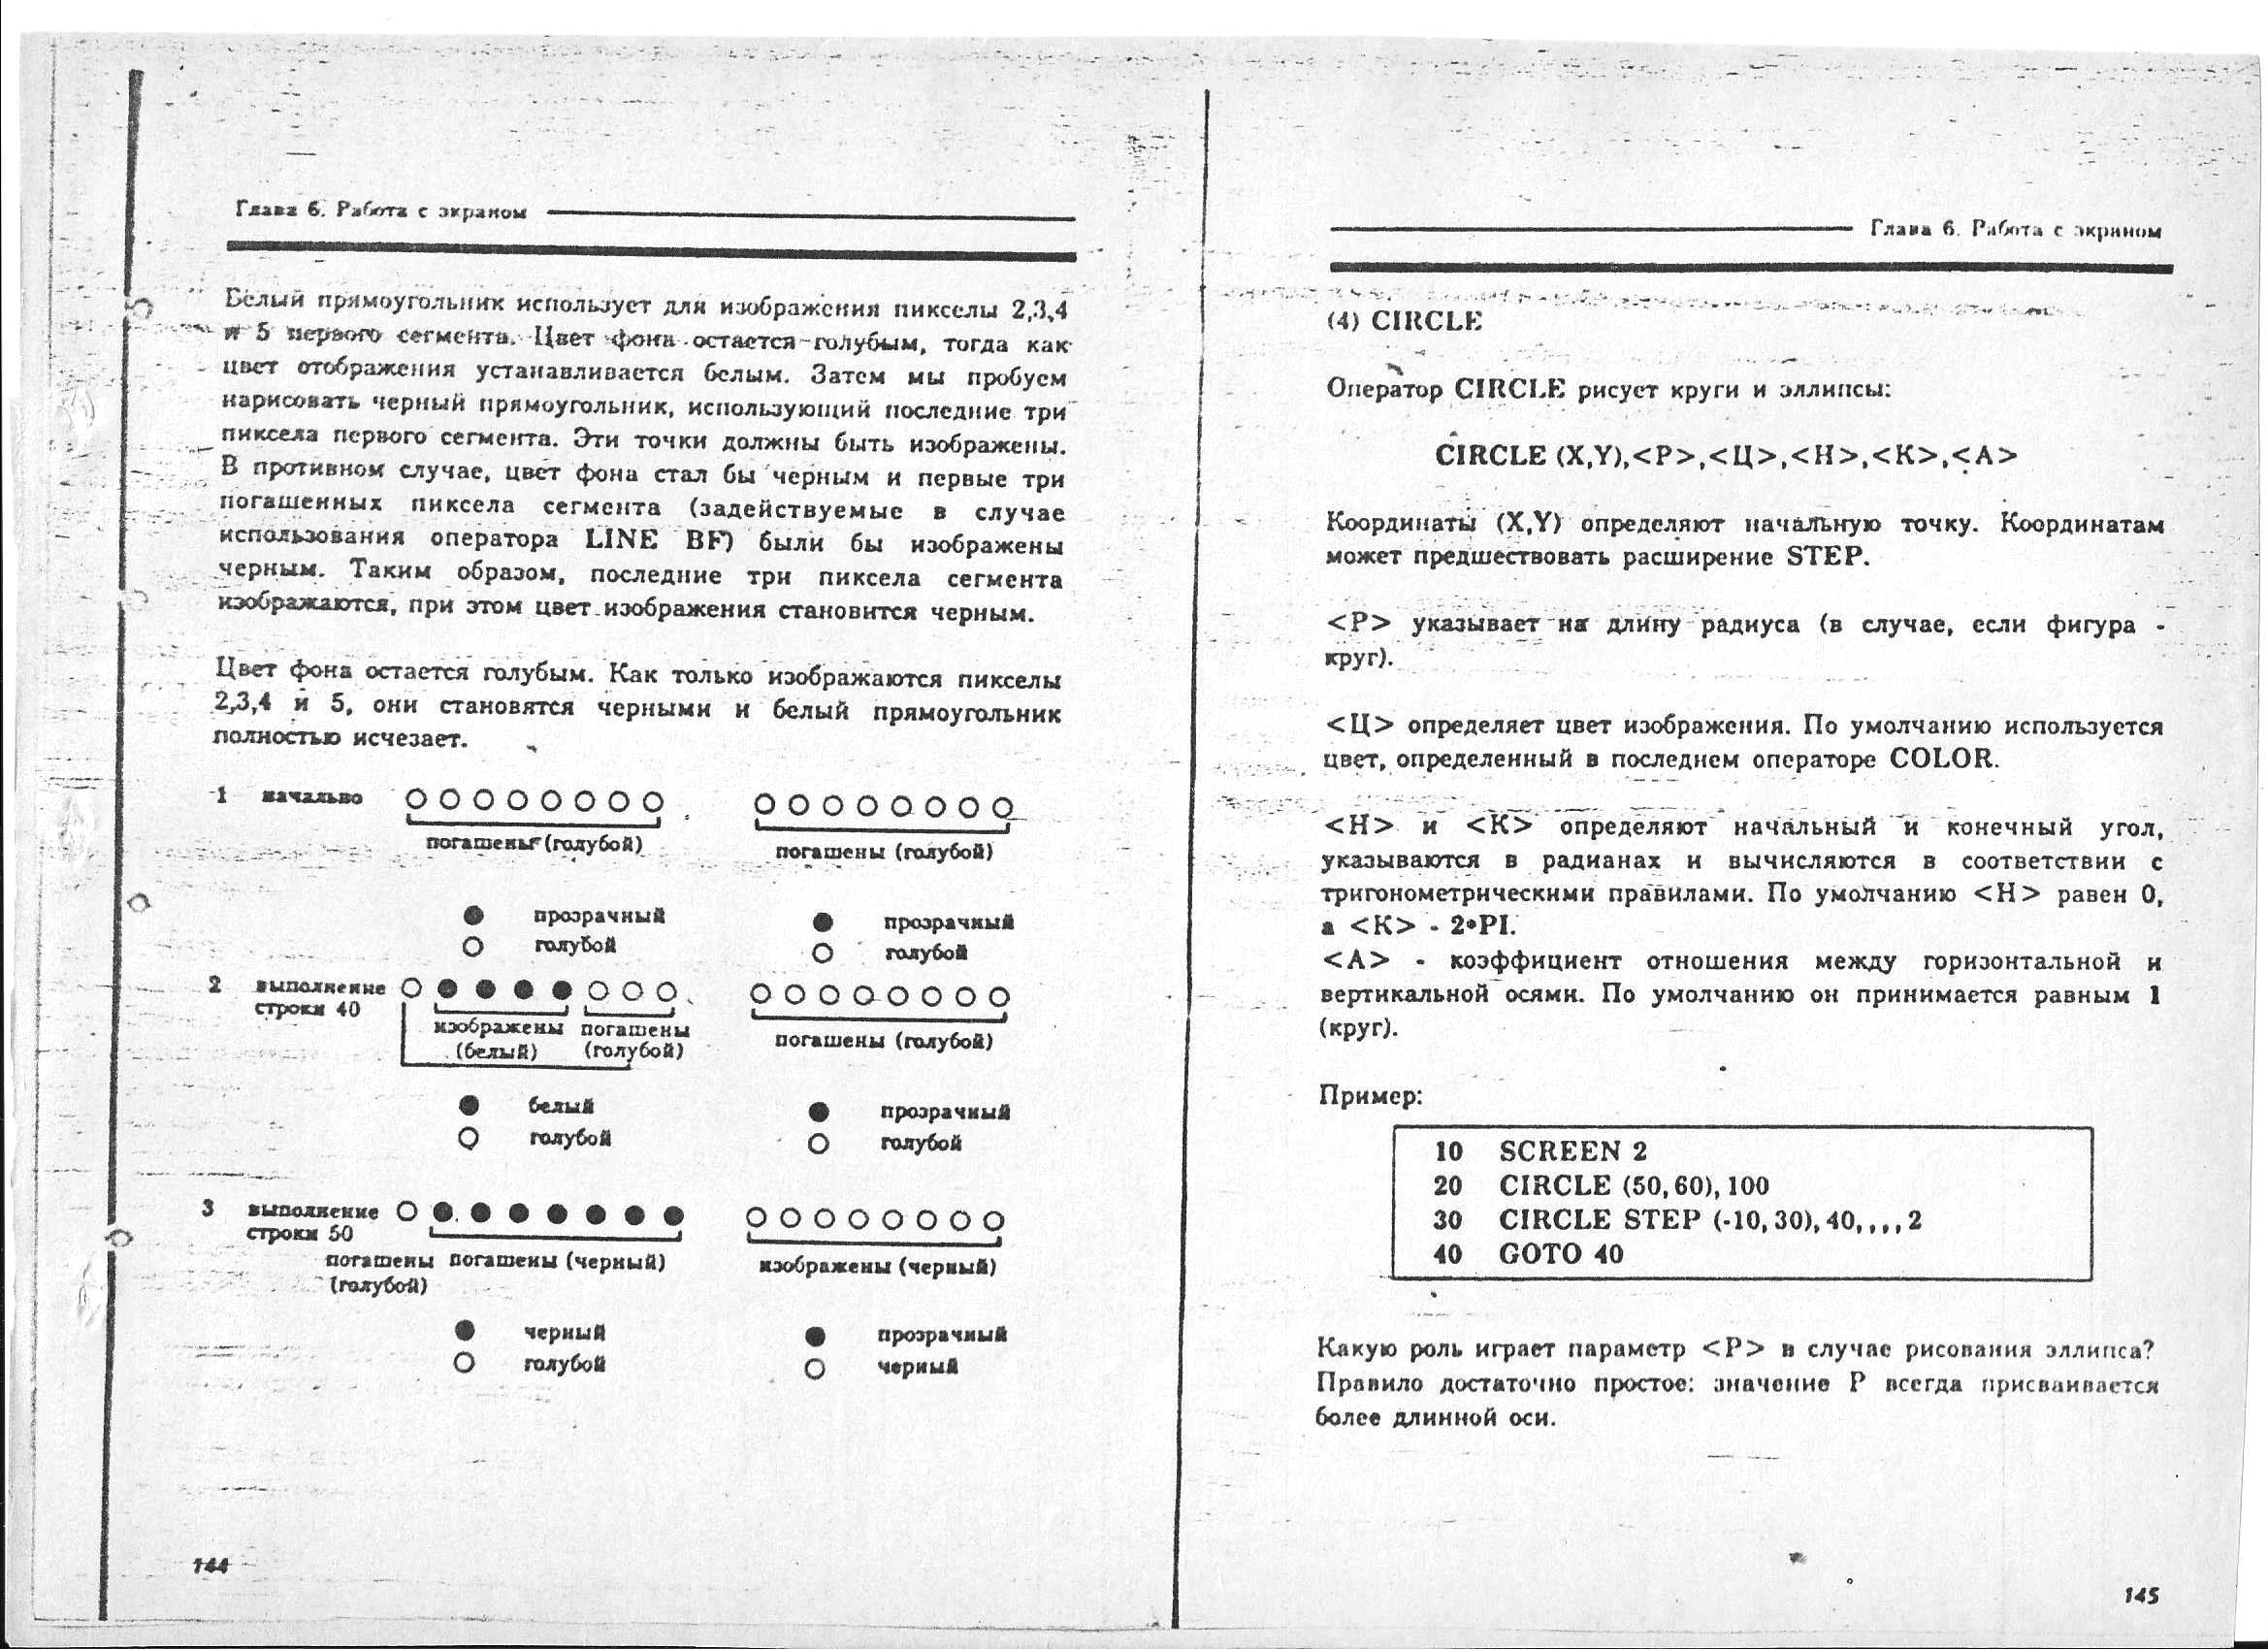 Глава 6. Работа с экраном
Белый прямоугольник использует для изображения пикселы 2,3,4
и 5 первого сегмента. Цвет фона остается голубым, тогда как
цвет отображения устанавливается белым. Затем мы пробуем
нарисовать черный прямоугольник, использующий последние три
пиксела первого сегмента. Эти точки должны быть изображены.
В противном случае, цвет фона стал бы черным и первые три
погашенных пиксела сегмента (задействуемые в случае
использования оператора LINE BF) были бы изображены
черным. Таким образом, последние три пиксела сегмента
изображаются, при этом цвет изображения становится черным.
Цвет фона остается голубым. Как только изображаются пикселы
2,3,4 и 5, они становятся черными и белый прямоугольник
полностью исчезает.
1 начально
погашены (голубой) погашены (голубой)
прозрачный прозрачный
голубой голубой
2 выполнение
строки 40
изображены погашены
(белый) (голубой)
погашены (голубой)
белый прозрачный
голубой голубой
3 выполнение
строки 50
погашены погашены (черный) изображены (черный)
(голубой)
черный прозрачный
голубой черный
144
Глава 6. Работа с экраном
(4) CIRCLE
Оператор CIRCLE рисует круги и эллипсы:
CIRCLE (X,Y),<Р>,<Ц>,<Н>,<К>,<А>
Координаты (X,Y) определяют начальную точку. Координатам
может предшествовать расширение STEP.
<Р> указывает на длину радиуса (в случае, если фигура -
круг).
<Ц> определяет цвет изображения. По умолчанию используется
цвет, определенный в последнем операторе COLOR.
<Н> и <К> определяют начальный и конечный угол,
указываются в радианах и вычисляются в соответствии с
тригонометрическими правилами. По умолчанию <Н> равен 0,
а <К> - 2*PI.
<А> - коэффициент отношения между горизонтальной и
вертикальной осями. По умолчанию он принимается равным 1
(круг).
Пример:
10 SCREEN 2
20 CIRCLE (50,60),100
30 CIRCLE STEP (-10,30),40,,,,2
40 GOTO 40
Какую роль играет параметр <Р> в случае рисования эллипса?
Правило достаточно простое: значение Р всегда присваивается
более длинной оси.
145